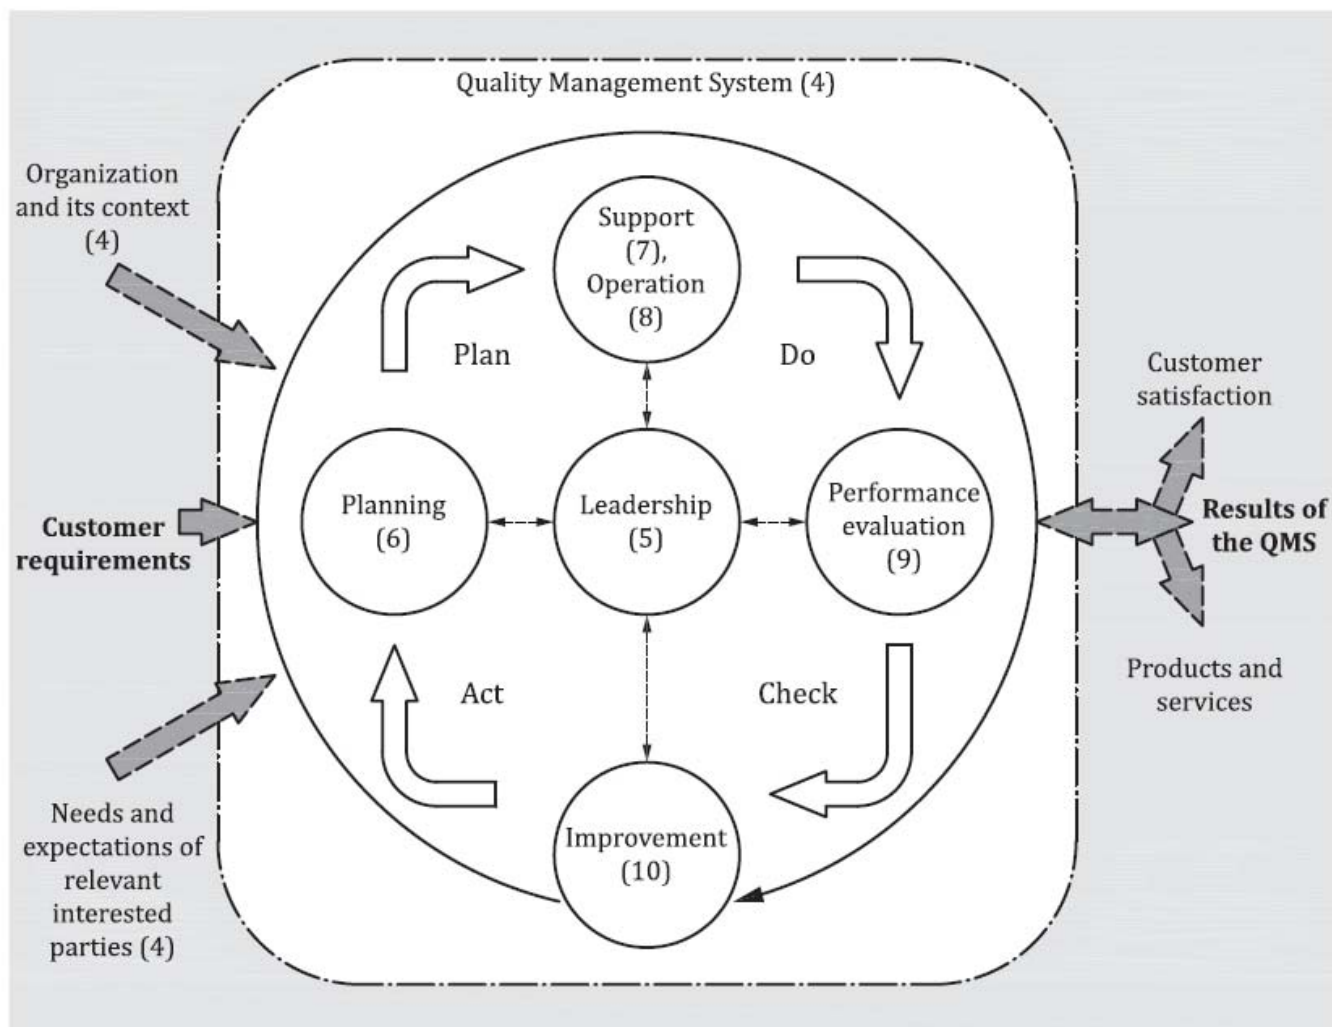 Quality Management System (4)
Organization
and its context
(4)
Support
(7),
Operation
(8)
Plan
Do
Customer
satisfaction
Planning
(6)
Leadership
(5)
Performance
evaluation
(9)
Customer
requirements
Results of
the QMS
Act
Check
Products and
services
Improvement
(10)
Needs and
expectations of
relevant
interested
parties (4)